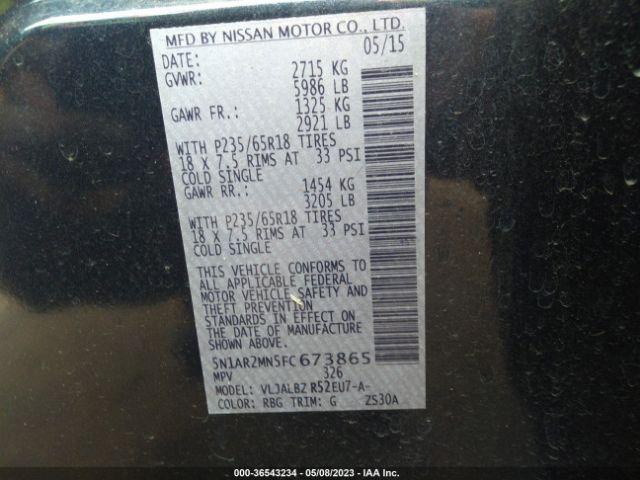 MFD BY NISSAN MOTOR CO., LTD.
DATE: 05/15
GVWR: 2715 KG
5986 LB
GAWR FR.: 1325 KG
2921 LB
WITH P235/65R18 TIRES
18 X 7.5 RIMS AT 33 PSI
COLD SINGLE
GAWR RR.: 1454 KG
3205 LB
WITH P235/65R18 TIRES
18 X 7.5 RIMS AT 33 PSI
COLD SINGLE
THIS VEHICLE CONFORMS TO
ALL APPLICABLE FEDERAL
MOTOR VEHICLE SAFETY AND
THEFT PREVENTION
STANDARDS IN EFFECT ON
THE DATE OF MANUFACTURE
SHOWN ABOVE.
5N1AR2MN5FC673865
MPV 326
MODEL: VLJALBZ R52EU7-A-
COLOR: RBG TRIM: G ZS30A
000-36543234 - 05/08/2023 - IAA Inc.